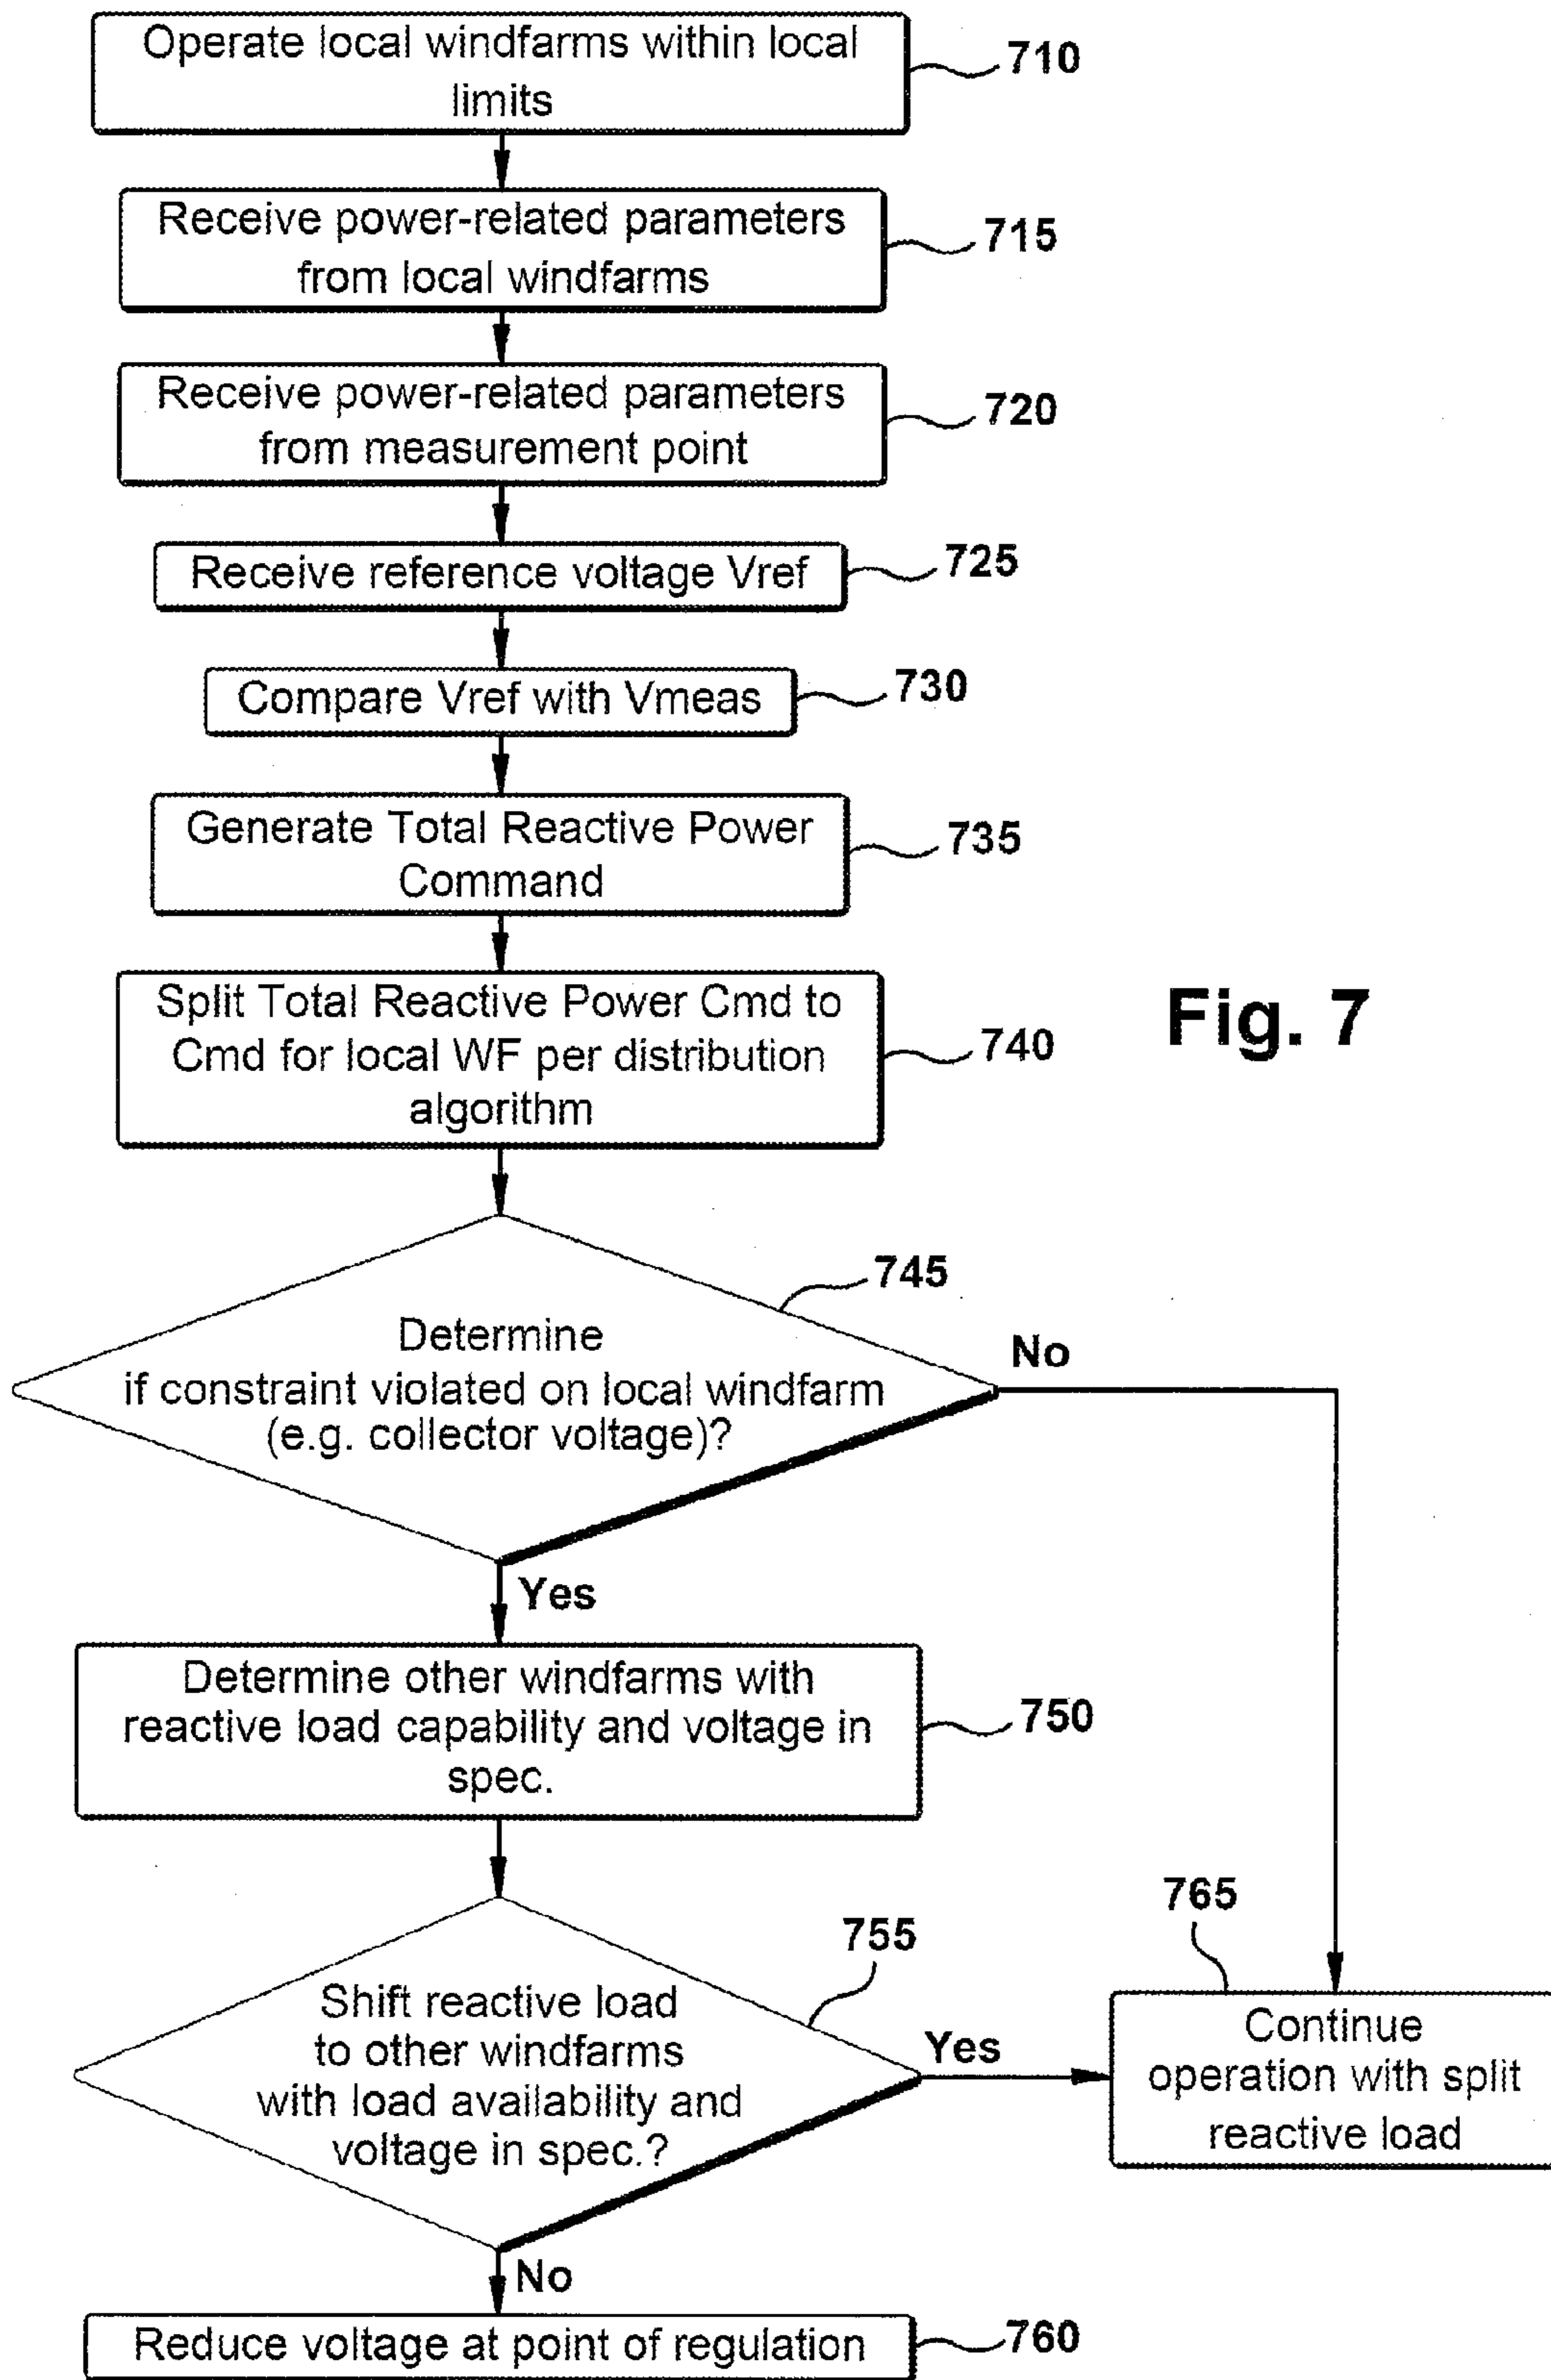 Operate local windfarms within local
limits
710
Receive power-related parameters
from local windfarms
715
Receive power-related parameters
from measurement point
720
Receive reference voltage Vref
725
Compare Vref with Vmeas
730
Generate Total Reactive Power
Command
735
Split Total Reactive Power Cmd to
Cmd for local WF per distribution
algorithm
740
Fig. 7
745
Determine
if constraint violated on local windfarm
(e.g. collector voltage)?
No
Yes
Determine other windfarms with
reactive load capability and voltage in
spec.
750
755
Shift reactive load
to other windfarms
with load availability and
voltage in spec.?
Yes
765
Continue
operation with split
reactive load
No
Reduce voltage at point of regulation
760